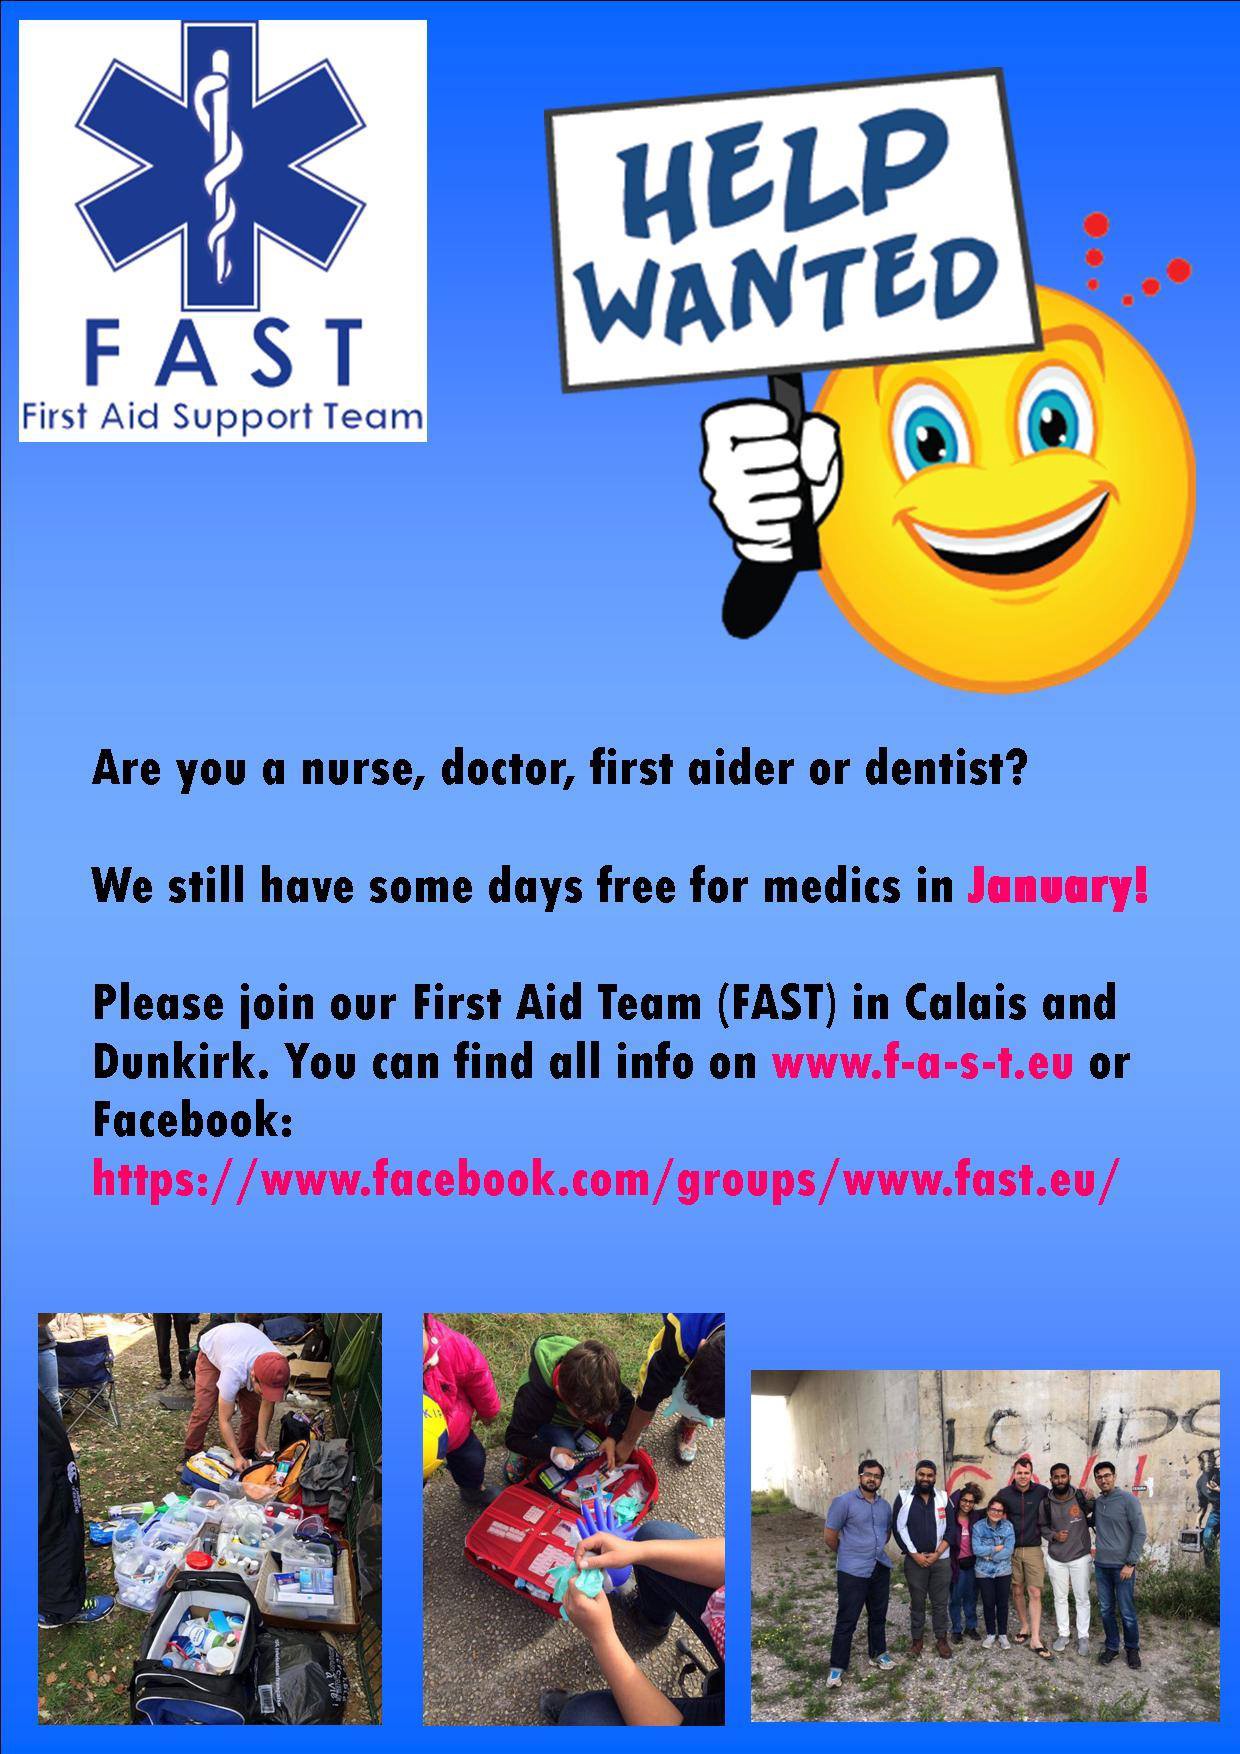 FAST
First Aid Support Team
HELP
WANTED
Are you a nurse, doctor, first aider or dentist?
We still have some days free for medics in January!
Please join our First Aid Team (FAST) in Calais and
Dunkirk. You can find all info on www.f-a-s-t.eu or
Facebook:
https://www.facebook.com/groups/www.fast.eu/